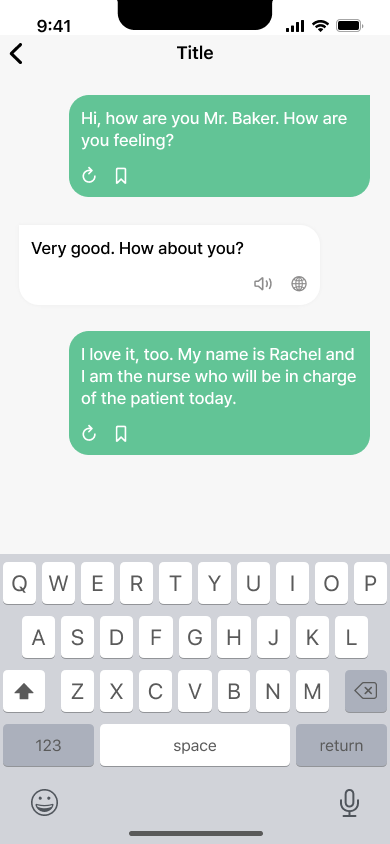 9:41
Title
Hi, how are you Mr. Baker. How are
you feeling?
Very good. How about you?
I love it, too. My name is Rachel and
I am the nurse who will be in charge
of the patient today.
Q W E R T Y U I O P
A S D F G H J K L
Z X C V B N M
123 space return